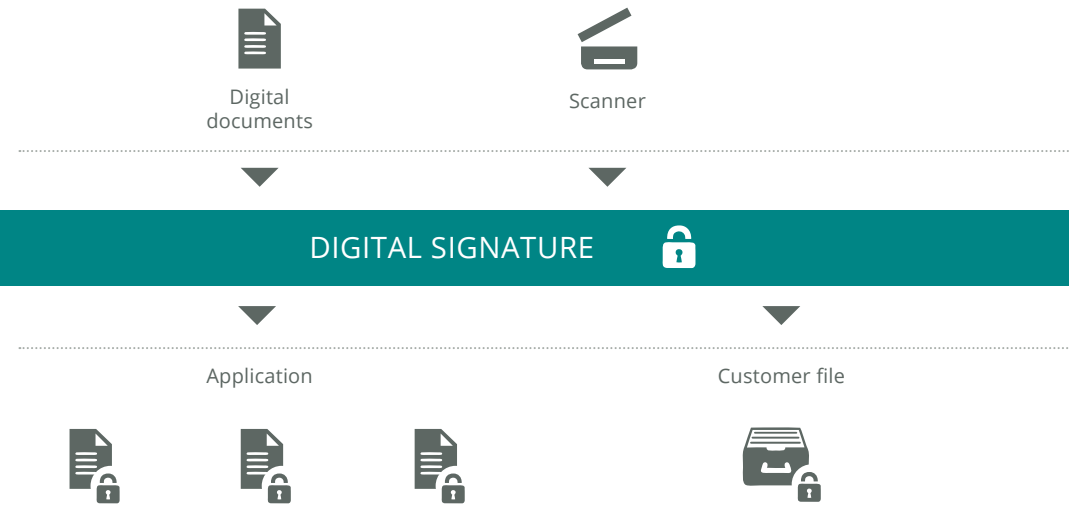 Digital
documents
Scanner
DIGITAL SIGNATURE
Application
Customer file